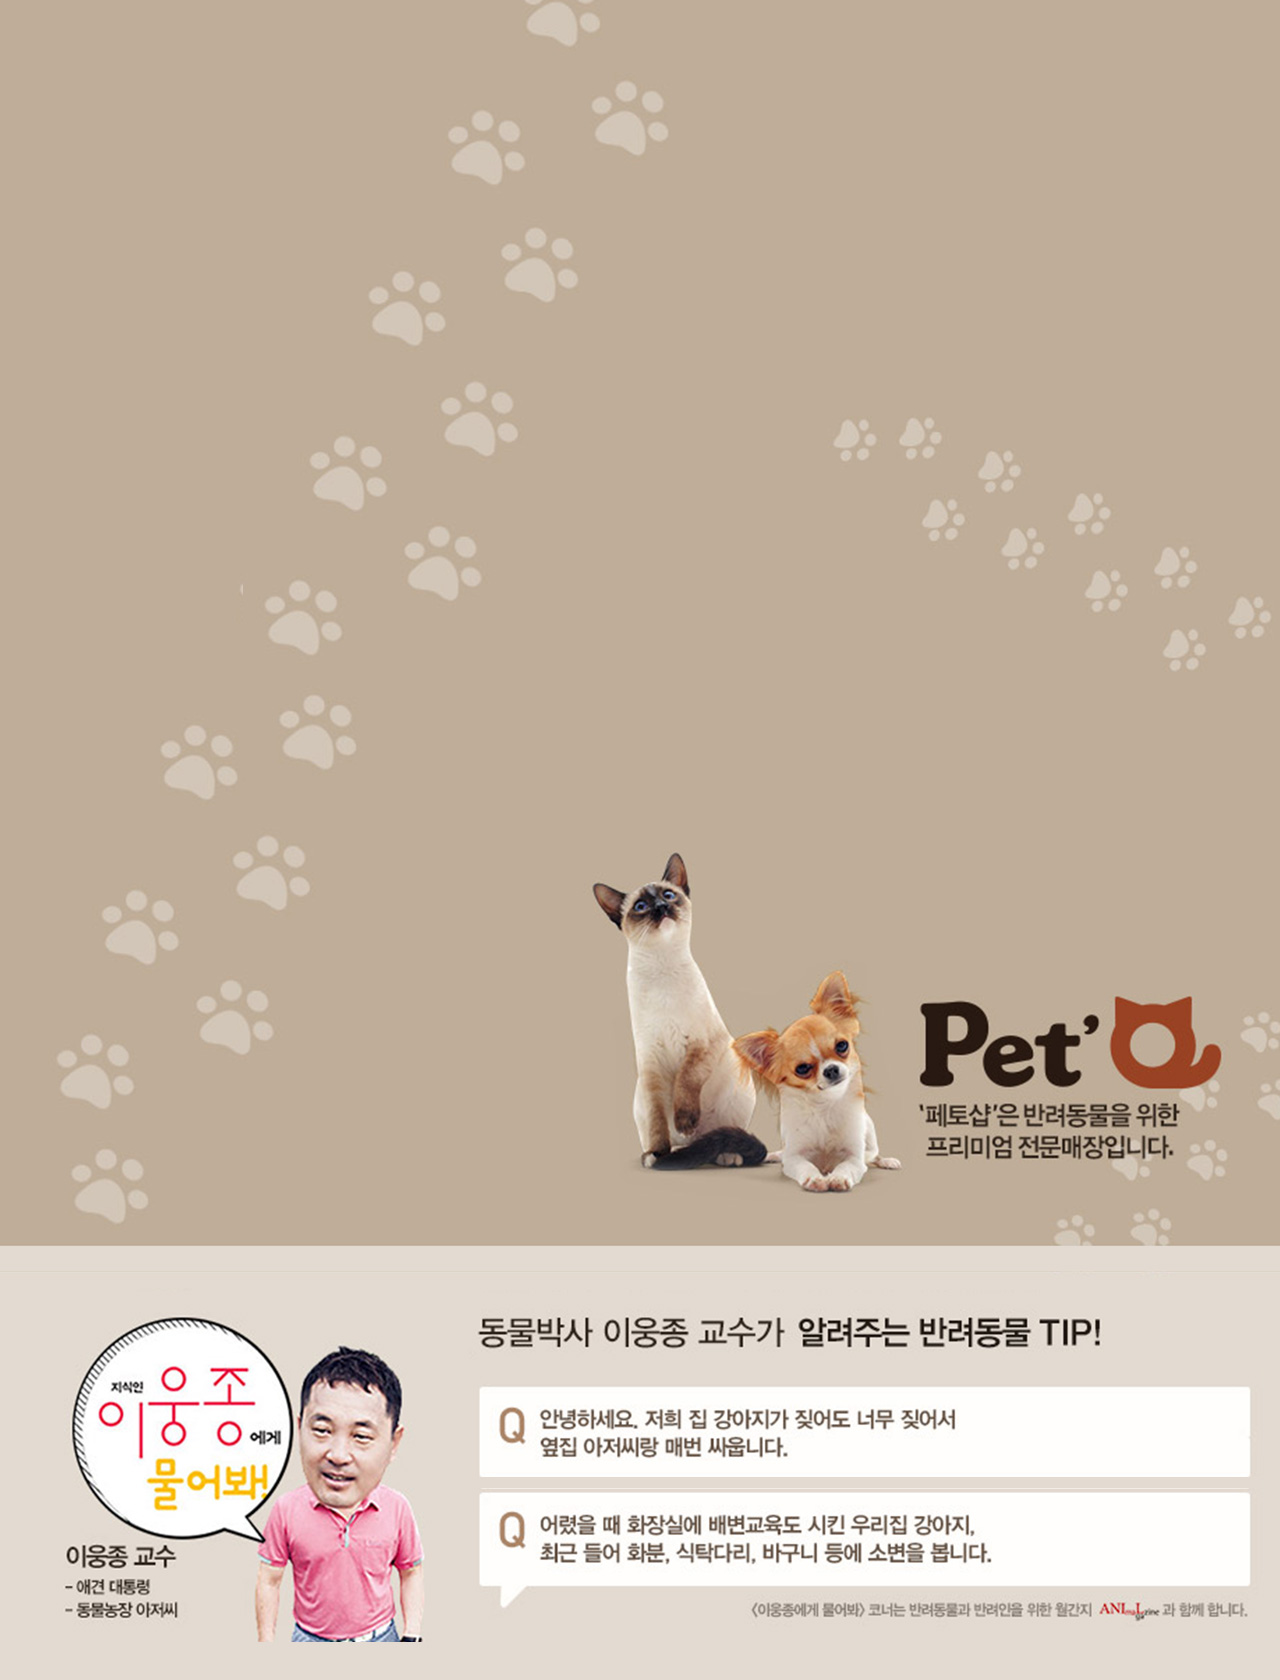 Pet'
'페토샵'은 반려동물을 위한
프리미엄 전문매장입니다.
동물박사 이웅종 교수가 알려주는 반려동물 TIP!
지식인
이웅종에게
물어봐!
이웅종 교수
- 애견 대통령
- 동물농장 아저씨
Q 안녕하세요. 저희 집 강아지가 짖어도 너무 짖어서
옆집 아저씨랑 매번 싸웁니다.
Q 어렸을 때 화장실에 배변교육도 시킨 우리집 강아지,
최근 들어 화분, 식탁다리, 바구니 등에 소변을 봅니다.
〈이웅종에게 물어봐〉 코너는 반려동물과 반려인을 위한 월간지 ANImaLgazine 과 함께 합니다.